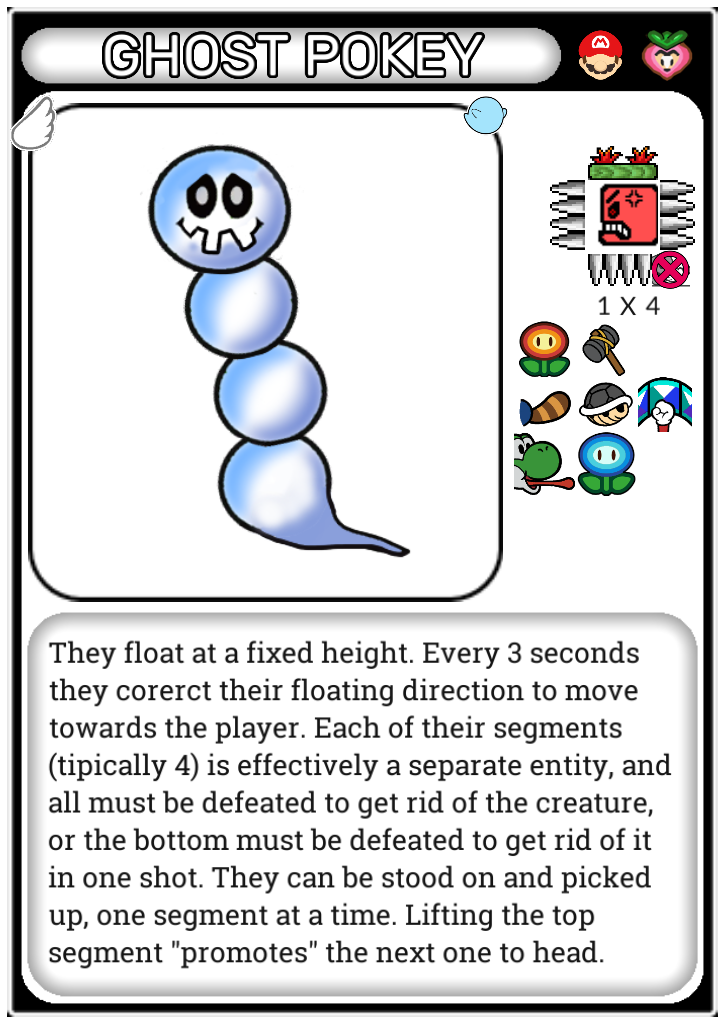 GHOST POKEY
1 X 4
They float at a fixed height. Every 3 seconds
they corerct their floating direction to move
towards the player. Each of their segments
(tipically 4) is effectively a separate entity, and
all must be defeated to get rid of the creature,
or the bottom must be defeated to get rid of it
in one shot. They can be stood on and picked
up, one segment at a time. Lifting the top
segment "promotes" the next one to head.